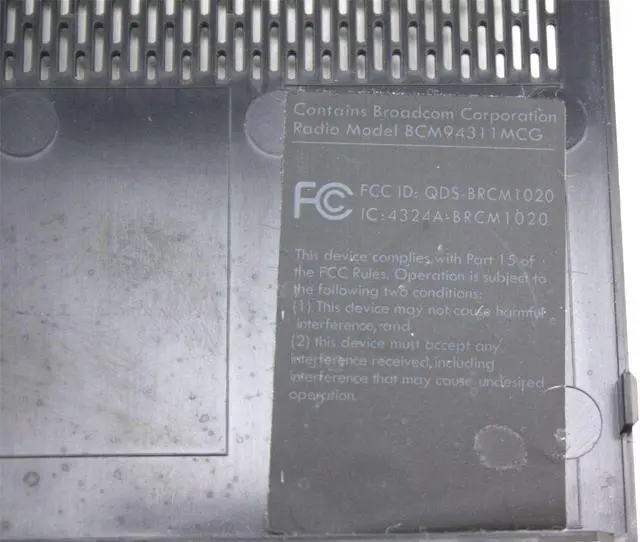 Contains Broadcom Corporation
Radio Model BCM94311MCG
FC FCC ID: QDS-BRCM1020
IC:4324A-BRCM1020
This device complies with Part 15 of
the FCC Rules. Operation is subject to
the following two conditions:
(1) This device may not cause harmful
interference, and
(2) this device must accept any
interference received, including
interference that may cause undesired
operation.